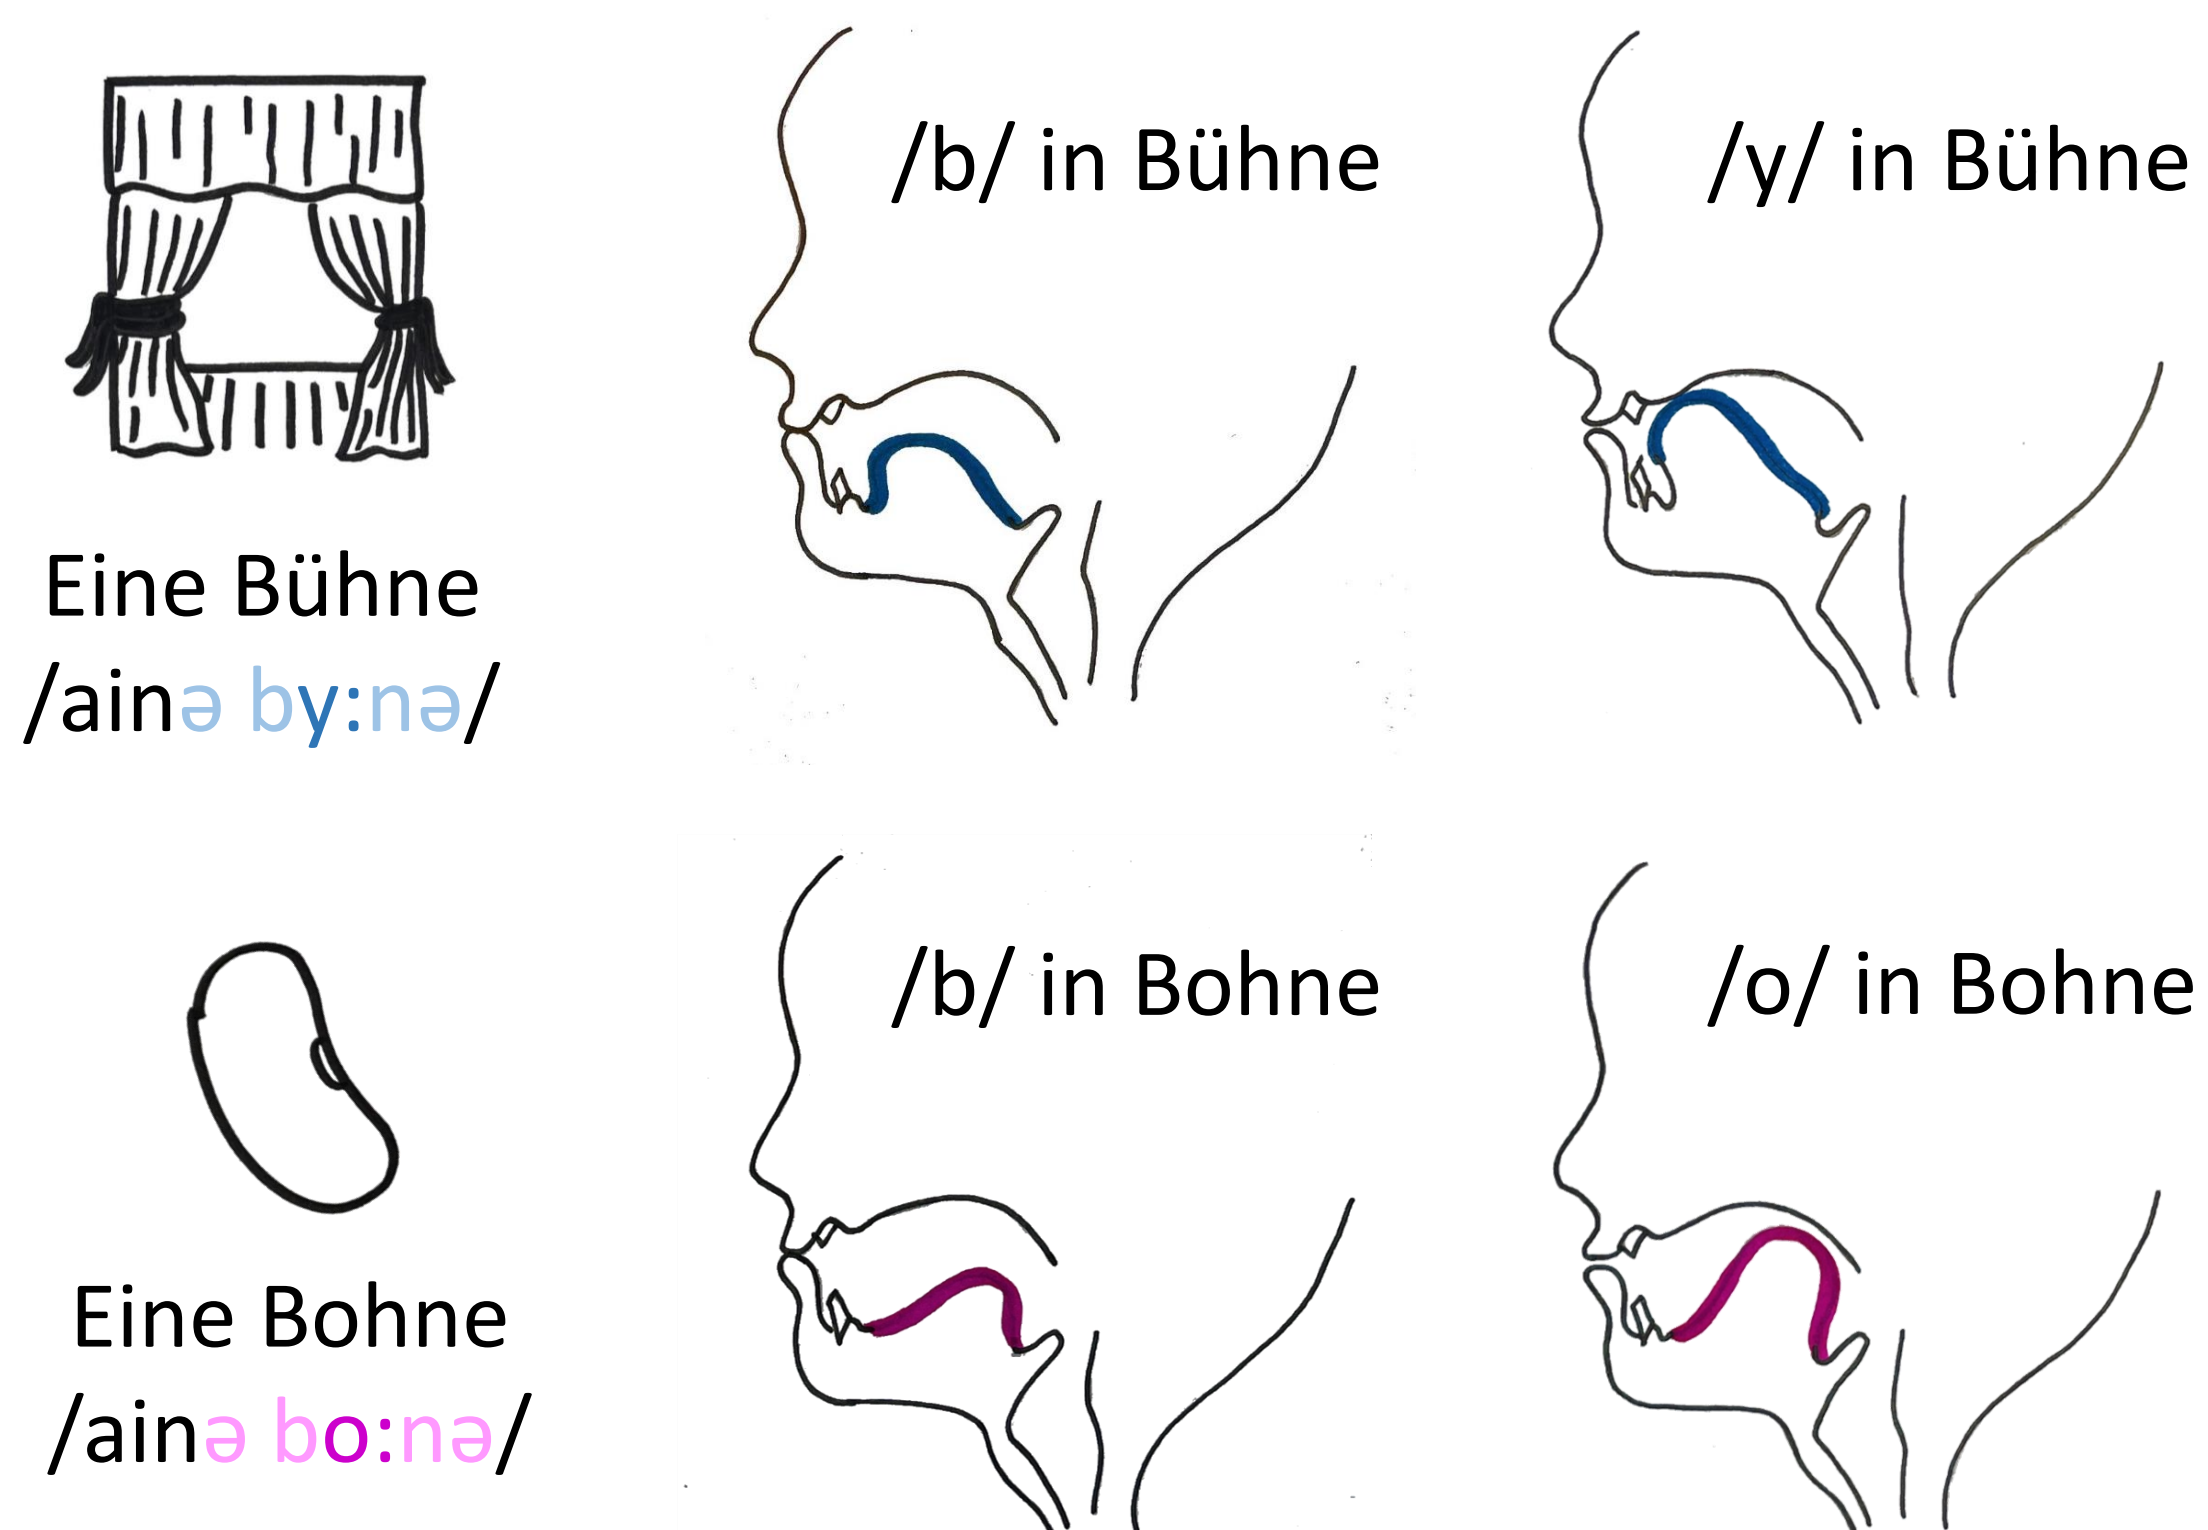 /b/ in Bühne
/y/ in Bühne
Eine Bühne
/ainə by:nə/
/b/ in Bohne
/o/ in Bohne
Eine Bohne
/ainə bo:nə/